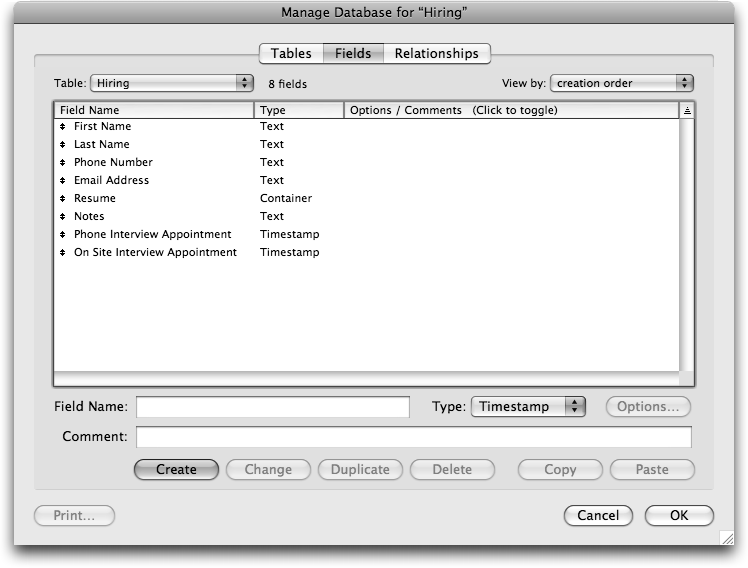 Manage Database for “Hiring”
Tables Fields Relationships
Table: Hiring 8 fields View by: creation order
Field Name Type Options / Comments (Click to toggle)
First Name Text
Last Name Text
Phone Number Text
Email Address Text
Resume Container
Notes Text
Phone Interview Appointment Timestamp
On Site Interview Appointment Timestamp
Field Name: Type: Timestamp Options...
Comment:
Create Change Duplicate Delete Copy Paste
Print... Cancel OK